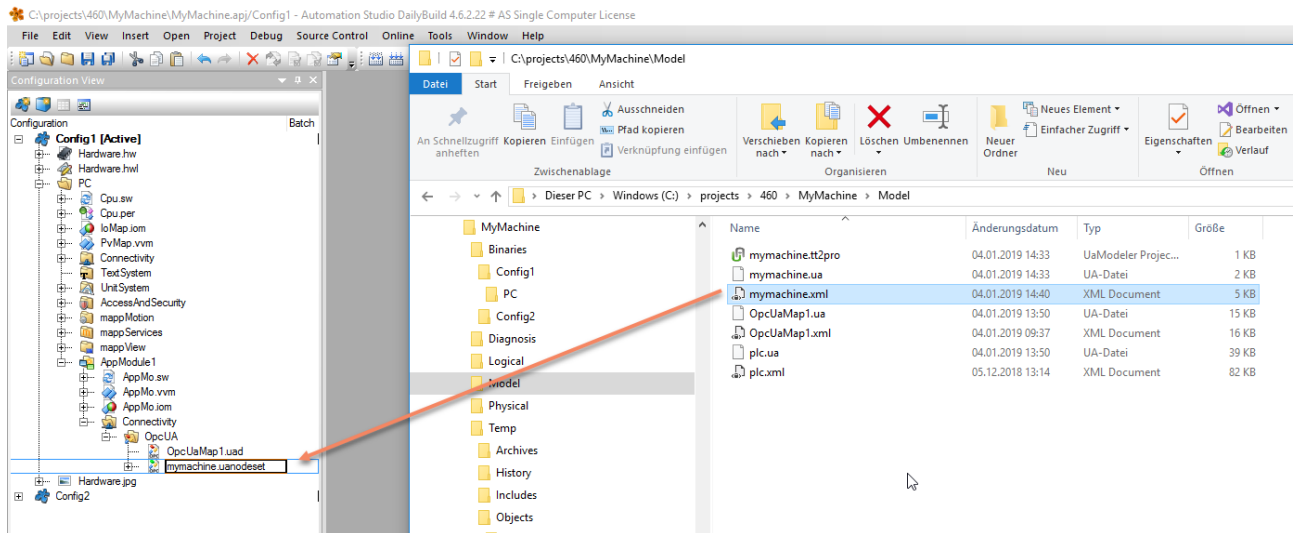 C:\projects\460\MyMachine\MyMachine.apj/Config1 - Automation Studio DailyBuild 4.6.2.22 # AS Single Computer License
File Edit View Insert Open Project Debug Source Control Online Tools Window Help
Configuration View
Configuration Batch
Config1 [Active]
Hardware.hw
Hardware.hwl
PC
Cpu.sw
Cpu.per
IoMap.iom
PvMap.vvm
Connectivity
TextSystem
UnitSystem
AccessAndSecurity
mappMotion
mappServices
mappView
AppModule1
AppMo.sw
AppMo.vvm
AppMo.iom
Connectivity
OpcUA
OpcUaMap1.uad
mymachine.uanodeset
Hardware.jpg
Config2
C:\projects\460\MyMachine\Model
Datei Start Freigeben Ansicht
An Schnellzugriff anheften
Kopieren
Einfügen
Ausschneiden
Pfad kopieren
Verknüpfung einfügen
Zwischenablage
Verschieben nach
Kopieren nach
Löschen
Umbenennen
Organisieren
Neuer Ordner
Neues Element
Einfacher Zugriff
Neu
Eigenschaften
Öffnen
Bearbeiten
Verlauf
Öffnen
Dieser PC > Windows (C:) > projects > 460 > MyMachine > Model
MyMachine
Binaries
Config1
PC
Config2
Diagnosis
Logical
Model
Physical
Temp
Archives
History
Includes
Objects
Name Änderungsdatum Typ Größe
mymachine.tt2pro 04.01.2019 14:33 UaModeler Projec... 1 KB
mymachine.ua 04.01.2019 14:33 UA-Datei 2 KB
mymachine.xml 04.01.2019 14:40 XML Document 5 KB
OpcUaMap1.ua 04.01.2019 13:50 UA-Datei 15 KB
OpcUaMap1.xml 04.01.2019 09:37 XML Document 16 KB
plc.ua 04.01.2019 13:50 UA-Datei 39 KB
plc.xml 05.12.2018 13:14 XML Document 82 KB